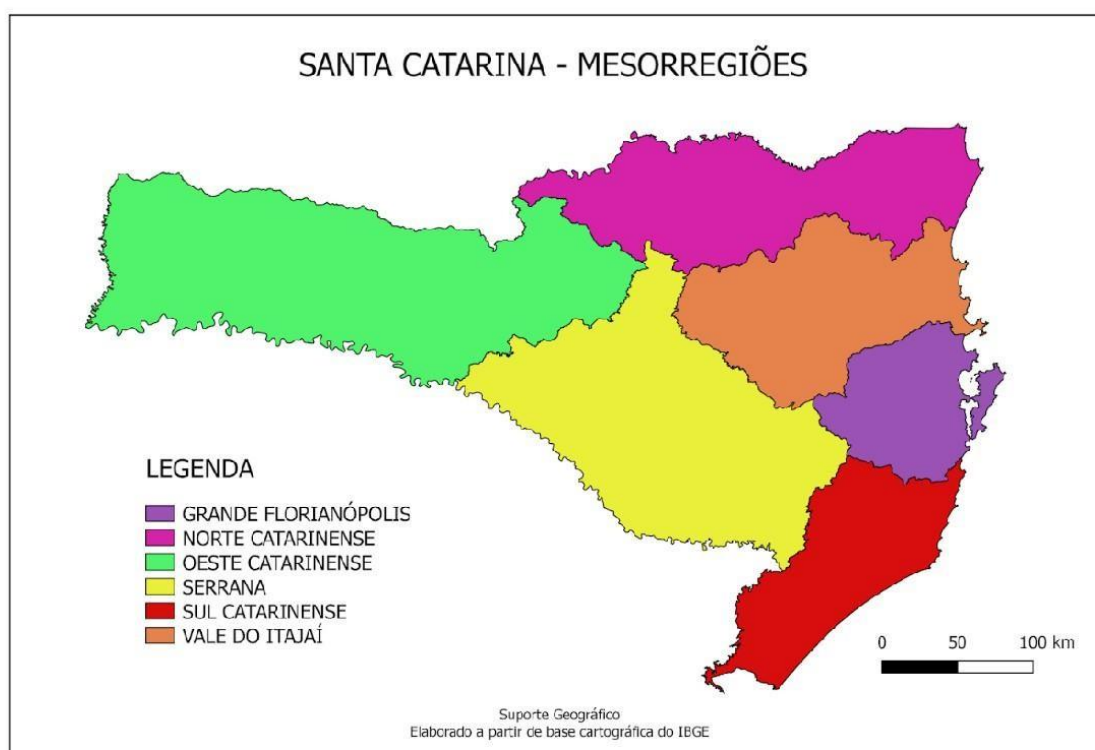 SANTA CATARINA - MESORREGIÕES
LEGENDA
GRANDE FLORIANÓPOLIS
NORTE CATARINENSE
OESTE CATARINENSE
SERRANA
SUL CATARINENSE
VALE DO ITAJAÍ
0 50 100 km
Suporte Geográfico
Elaborado a partir de base cartográfica do IBGE